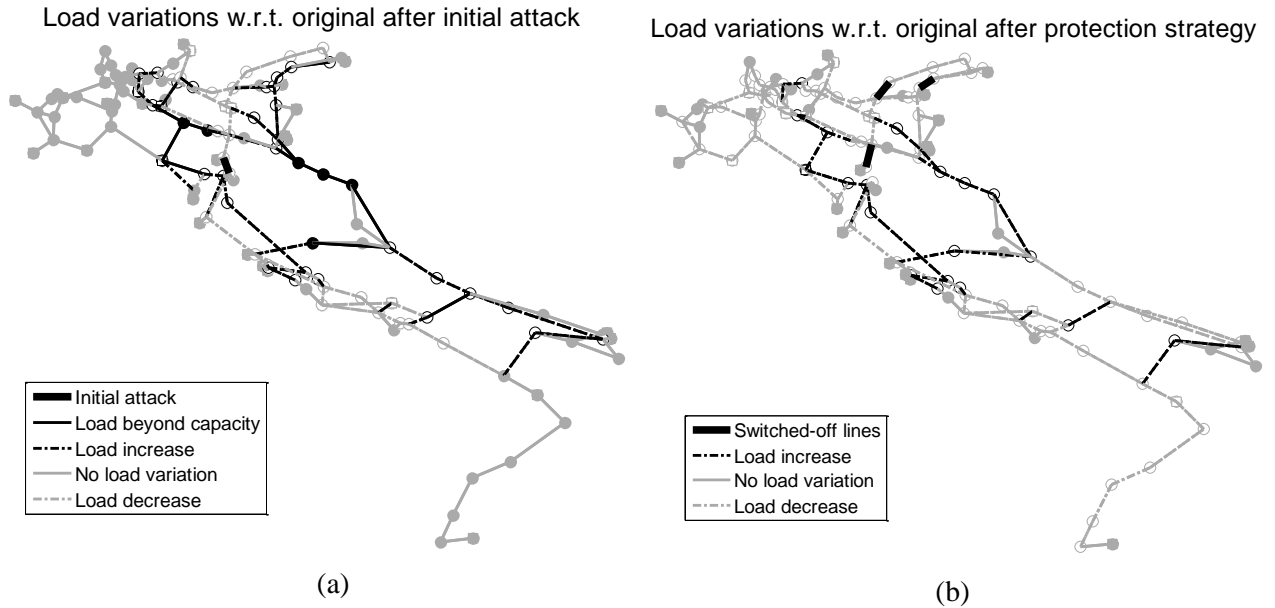 Load variations w.r.t. original after initial attack
Initial attack
Load beyond capacity
Load increase
No load variation
Load decrease
(a)
Load variations w.r.t. original after protection strategy
Switched-off lines
Load increase
No load variation
Load decrease
(b)